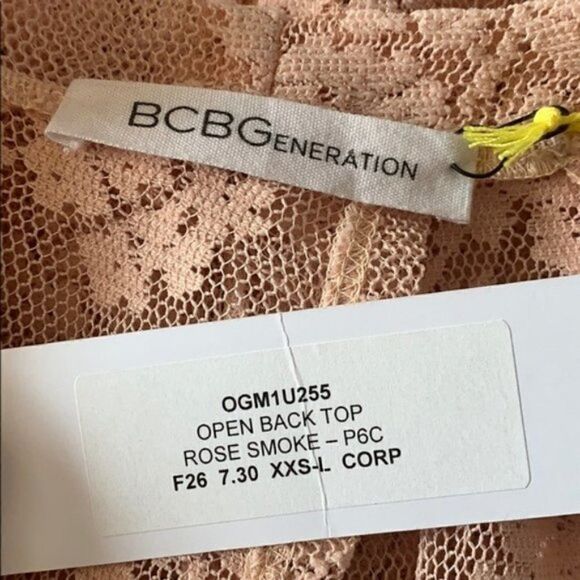 BCBGENERATION
OGM1U255
OPEN BACK TOP
ROSE SMOKE – P6C
F26 7.30 XXS-L CORP